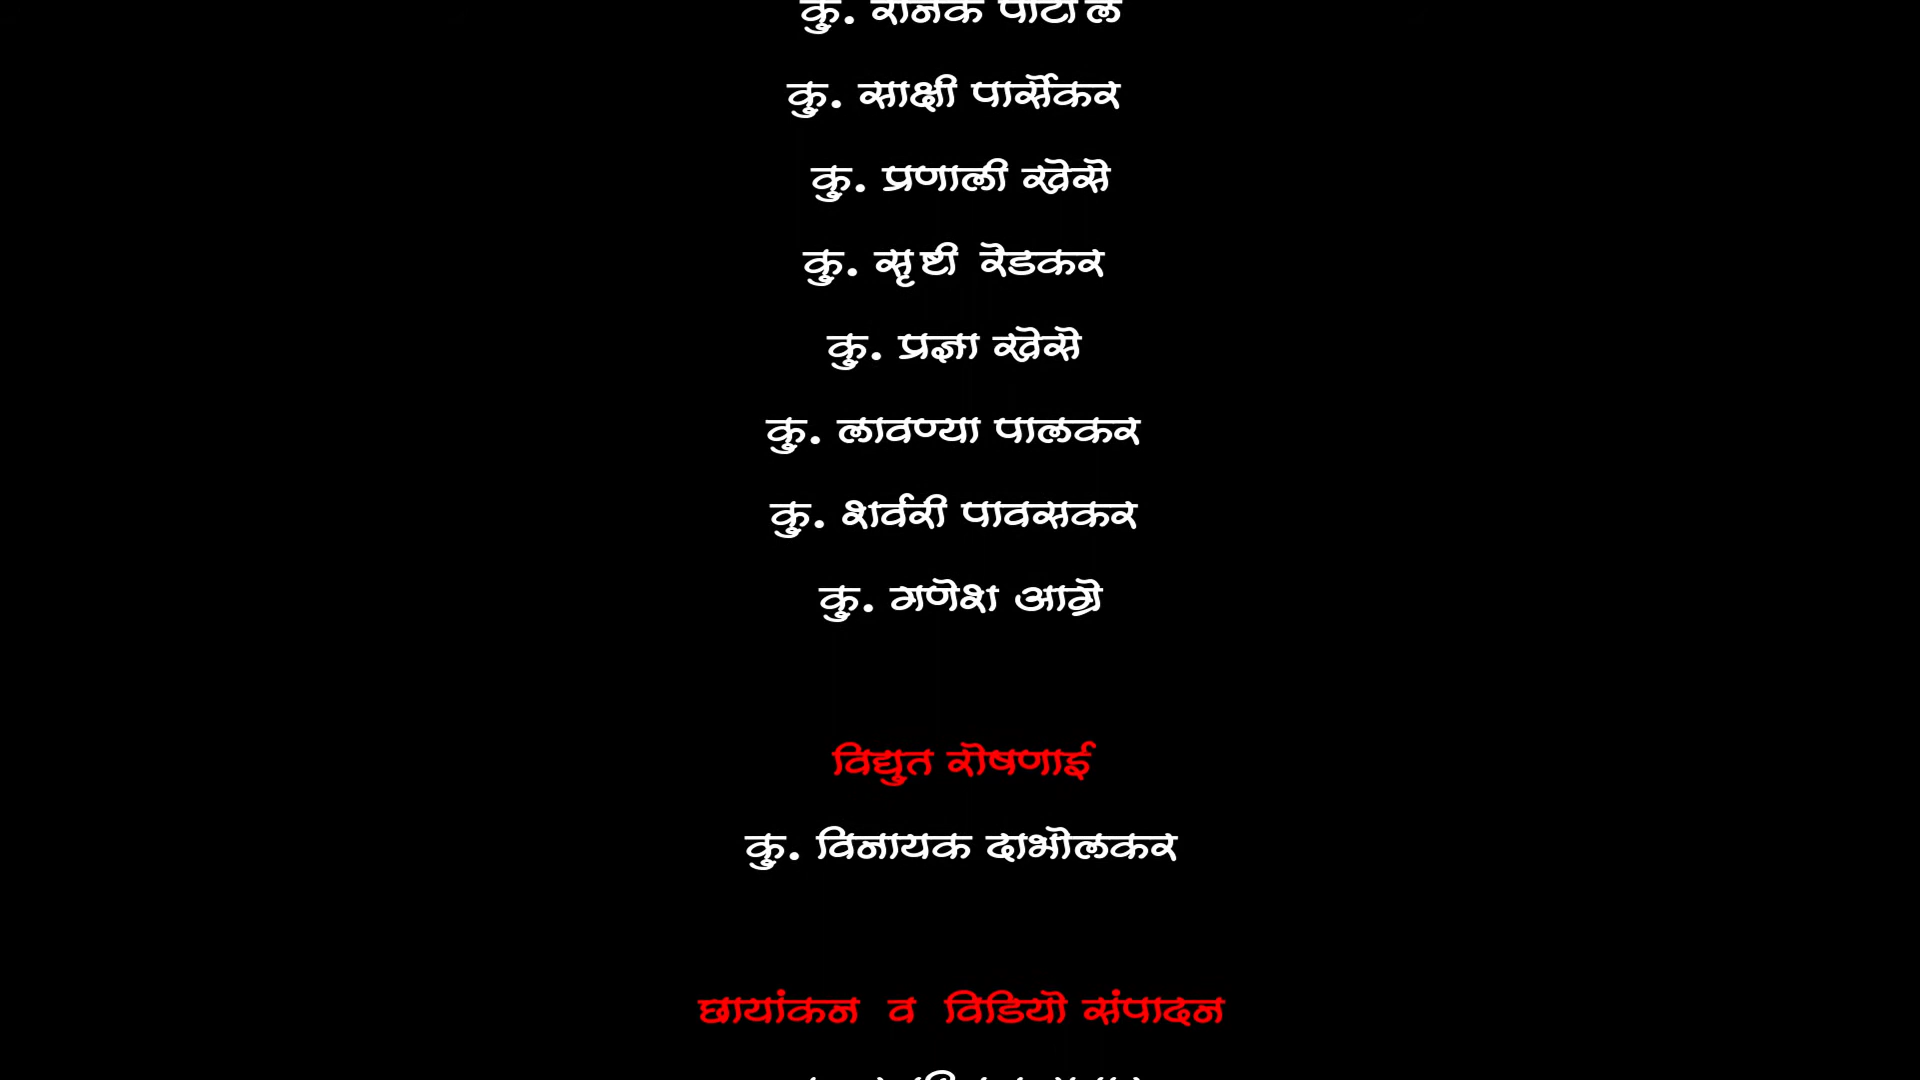 कु. पाटील
कु. साक्षी पार्सेकर
कु. प्रणाली खेसे
कु. सृष्टी रेडकर
कु. प्रज्ञा खेसे
कु. लावण्या पालकर
कु. शर्वरी पावसकर
कु. गणेश आग्रे
विद्युत रोषणाई
कु. विनायक दाभोलकर
छायांकन व विडियो संपादन